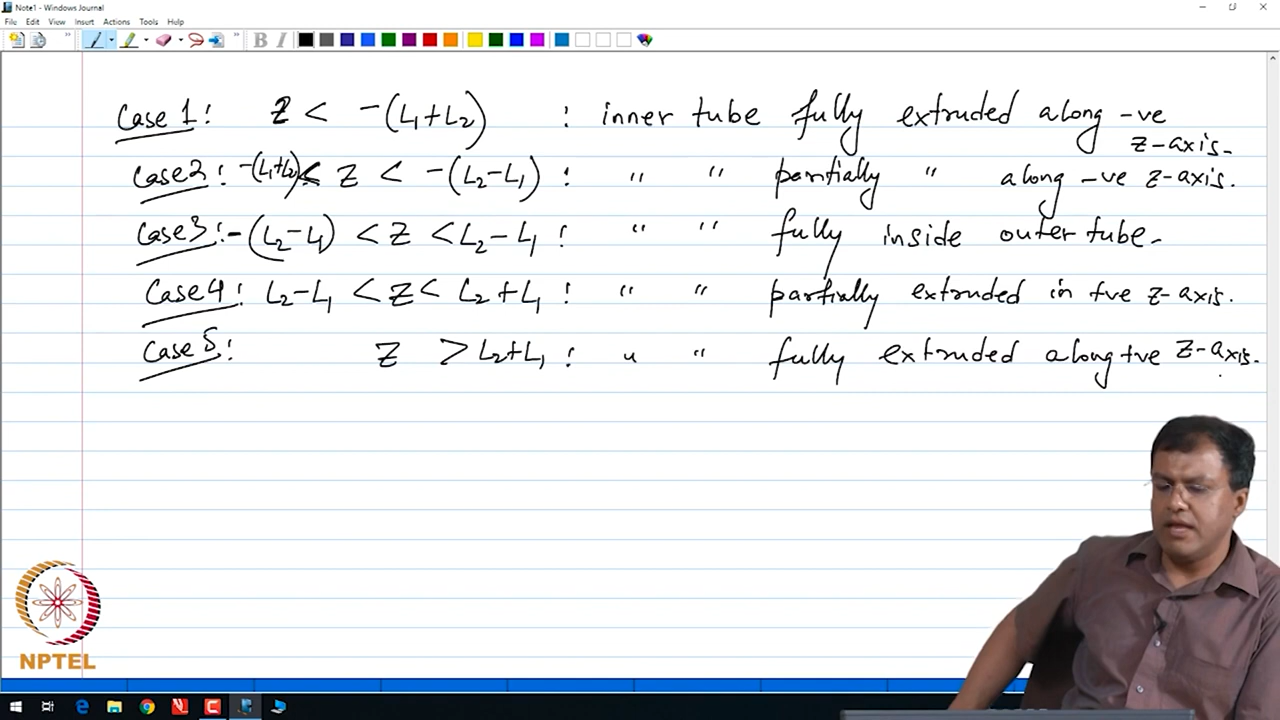 Note1 - Windows Journal
File Edit View Insert Actions Tools Help
B I
Case 1: Z < -(L1+L2) : inner tube fully extruded along -ve
z-axis.
Case 2: -(L1+L2) < Z < -(L2-L1) : " " partially " along -ve z-axis.
Case 3: -(L2-L1) < Z < L2-L1 : " " fully inside outer tube.
Case 4: L2-L1 < Z < L2+L1 : " " partially extruded in +ve z-axis.
Case 5: Z > L2+L1 : " " fully extruded along +ve z-axis.
NPTEL